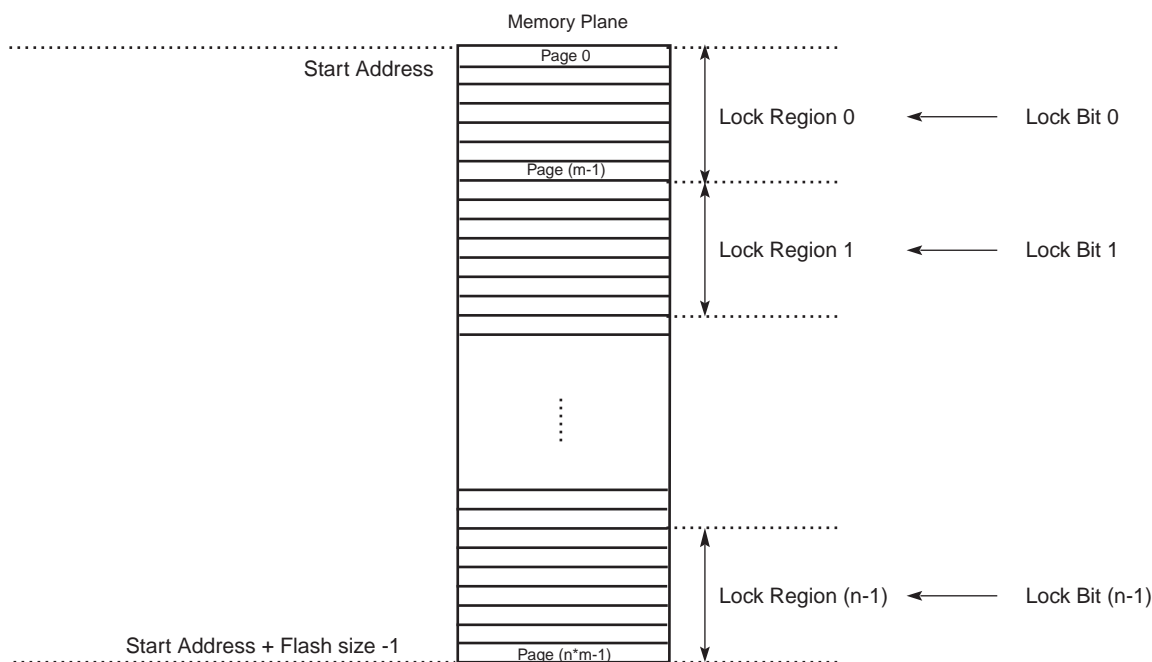 Memory Plane
Page 0
Start Address
Lock Region 0
Lock Bit 0
Page (m-1)
Lock Region 1
Lock Bit 1
Lock Region (n-1)
Lock Bit (n-1)
Start Address + Flash size -1
Page (n*m-1)